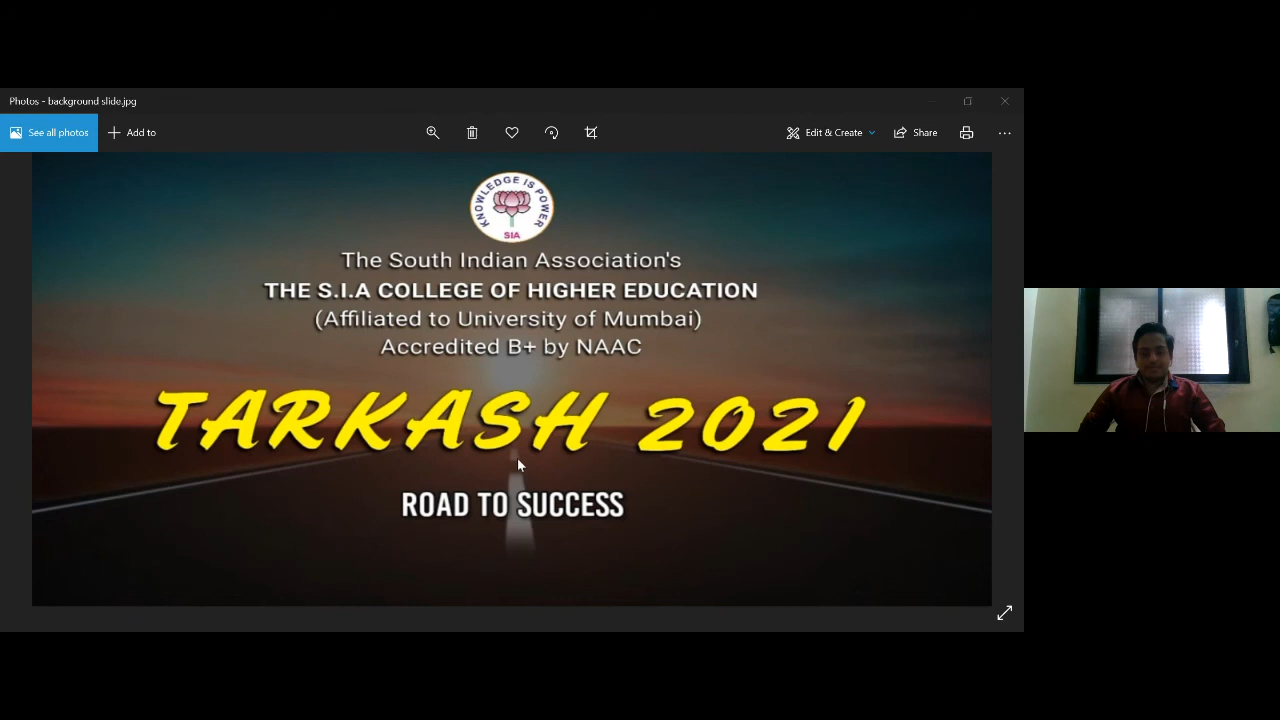 Photos - background slide.jpg
See all photos
Add to
Edit & Create
Share
KNOWLEDGE IS POWER
SIA
The South Indian Association's
THE S.I.A COLLEGE OF HIGHER EDUCATION
(Affiliated to University of Mumbai)
Accredited B+ by NAAC
TARKASH 2021
ROAD TO SUCCESS